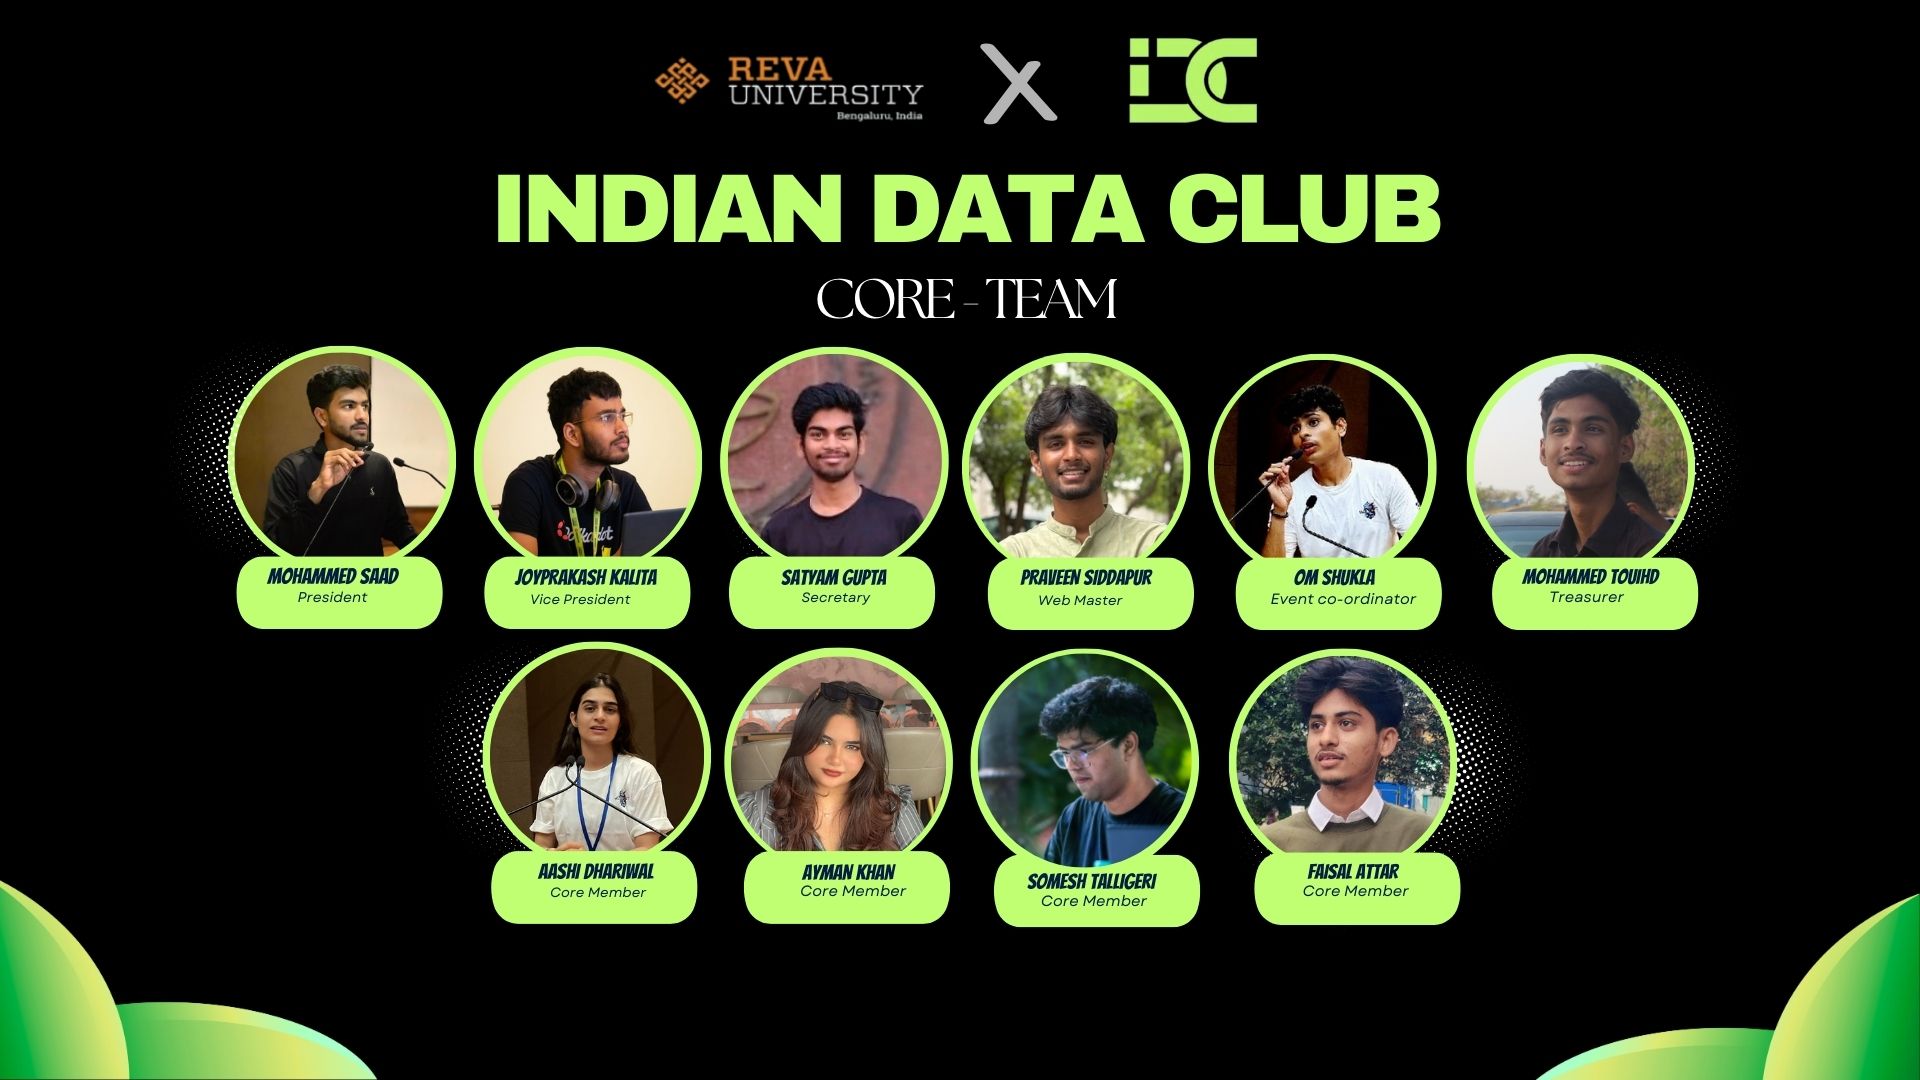 REVA
UNIVERSITY
Bengaluru, India
X
IDC
INDIAN DATA CLUB
CORE - TEAM
MOHAMMED SAAD
President
JOYPRAKASH KALITA
Vice President
SATYAM GUPTA
Secretary
PRAVEEN SIDDAPUR
Web Master
OM SHUKLA
Event co-ordinator
MOHAMMED TOUIHD
Treasurer
AASHI DHARIWAL
Core Member
AYMAN KHAN
Core Member
SOMESH TALLIGERI
Core Member
FAISAL ATTAR
Core Member